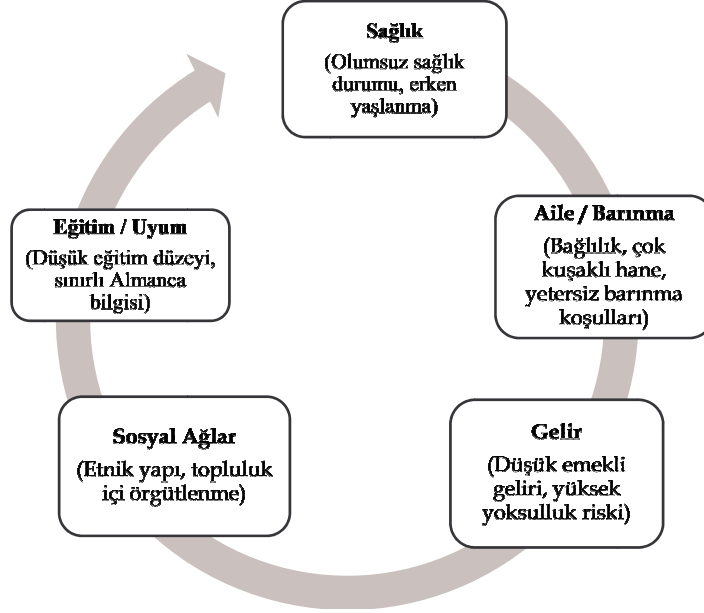 Sağlık
(Olumsuz sağlık
durumu, erken
yaşlanma)
Aile / Barınma
(Bağlılık, çok
kuşaklı hane,
yetersiz barınma
koşulları)
Gelir
(Düşük emekli
geliri, yüksek
yoksulluk riski)
Sosyal Ağlar
(Etnik yapı, topluluk
içi örgütlenme)
Eğitim / Uyum
(Düşük eğitim düzeyi,
sınırlı Almanca
bilgisi)